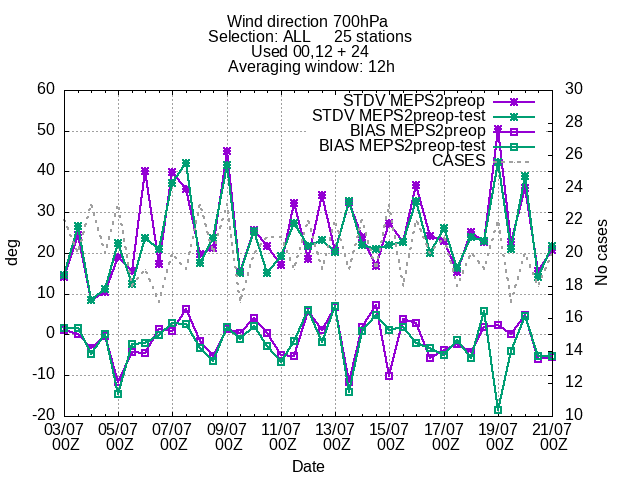 Wind direction 700hPa
Selection: ALL 25 stations
Used 00,12 + 24
Averaging window: 12h
STDV MEPS2preop
STDV MEPS2preop-test
BIAS MEPS2preop
BIAS MEPS2preop-test
CASES
60
50
40
30
20
10
0
-10
-20
deg
30
28
26
24
22
20
18
16
14
12
10
No cases
03/07 05/07 07/07 09/07 11/07 13/07 15/07 17/07 19/07 21/07
00Z 00Z 00Z 00Z 00Z 00Z 00Z 00Z 00Z 00Z
Date